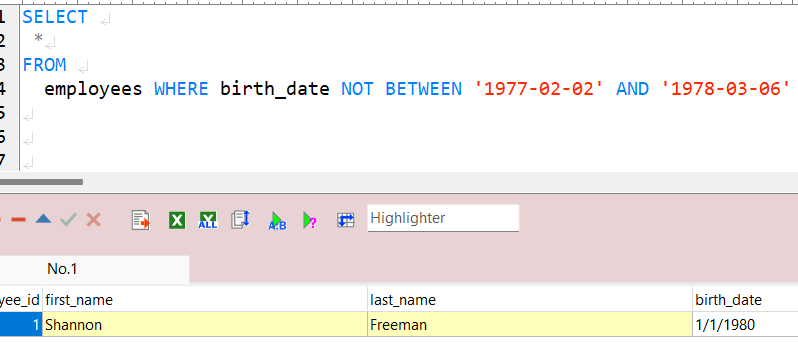 1 SELECT
2 *
3 FROM
4 employees WHERE birth_date NOT BETWEEN '1977-02-02' AND '1978-03-06'
5
6
7
ALL A:B ? Highlighter
No.1
yee_id first_name last_name birth_date
1 Shannon Freeman 1/1/1980